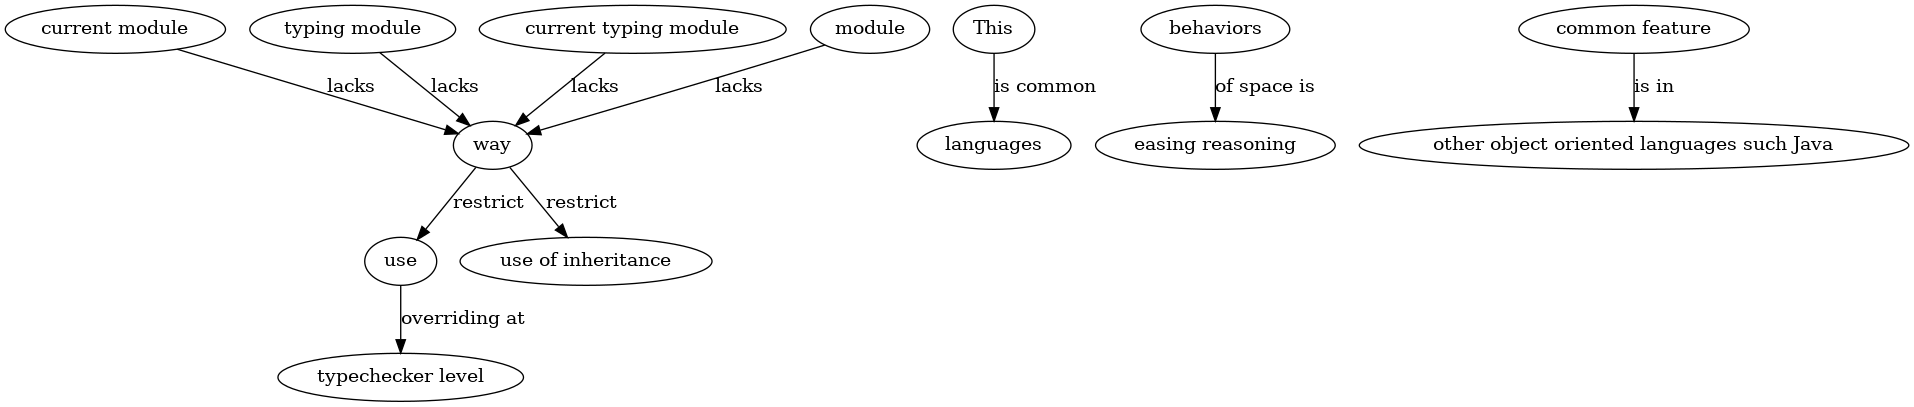 current module
typing module
current typing module
module
This
behaviors
common feature
lacks
lacks
lacks
lacks
is common
of space is
is in
way
languages
easing reasoning
other object oriented languages such Java
restrict
restrict
use
use of inheritance
overriding at
typechecker level